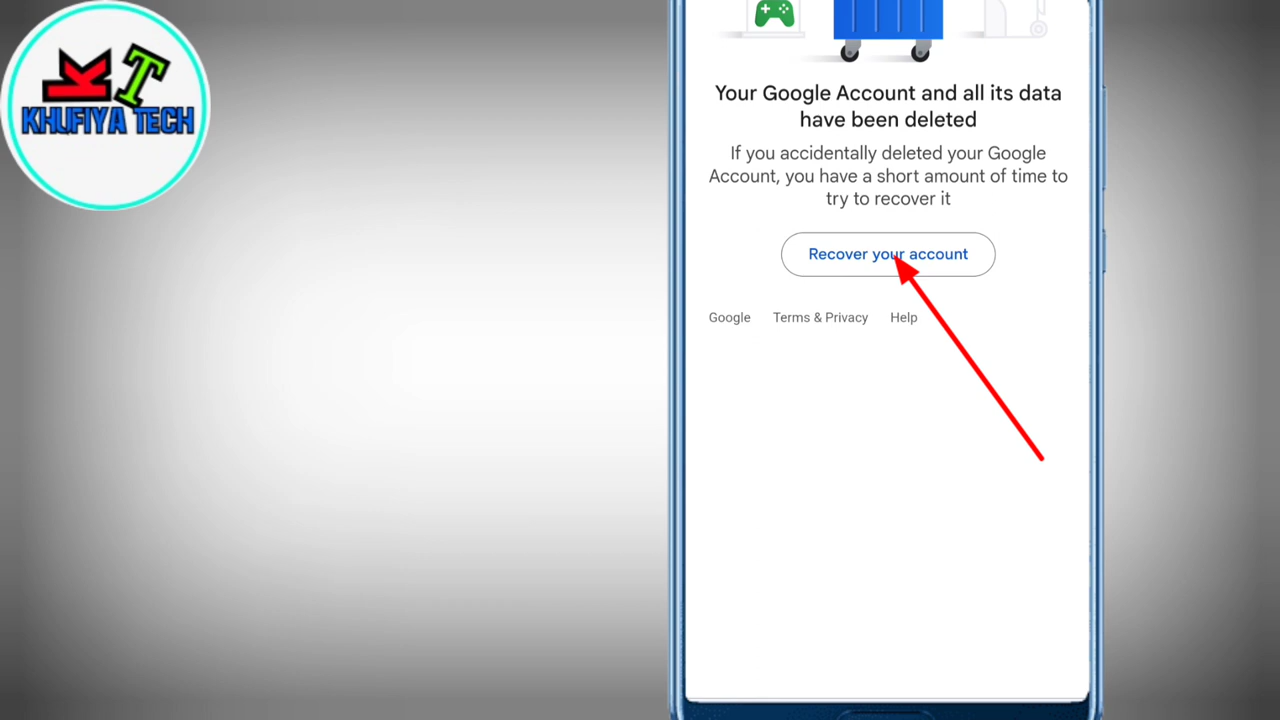 KT
KHUFIYA TECH
Your Google Account and all its data
have been deleted
If you accidentally deleted your Google
Account, you have a short amount of time to
try to recover it
Recover your account
Google Terms & Privacy Help